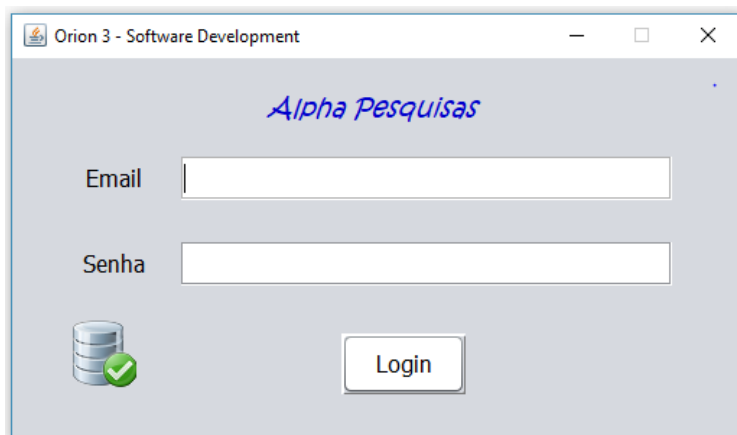 Orion 3 - Software Development
Alpha Pesquisas
Email
Senha
Login